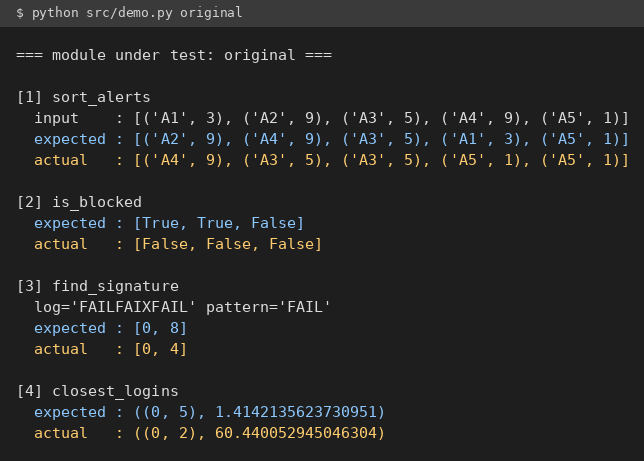 $ python src/demo.py original
=== module under test: original ===
[1] sort_alerts
input    : [('A1', 3), ('A2', 9), ('A3', 5), ('A4', 9), ('A5', 1)]
expected : [('A2', 9), ('A4', 9), ('A3', 5), ('A1', 3), ('A5', 1)]
actual   : [('A4', 9), ('A3', 5), ('A3', 5), ('A5', 1), ('A5', 1)]
[2] is_blocked
expected : [True, True, False]
actual   : [False, False, False]
[3] find_signature
log='FAILFAIXFAIL' pattern='FAIL'
expected : [0, 8]
actual   : [0, 4]
[4] closest_logins
expected : ((0, 5), 1.4142135623730951)
actual   : ((0, 2), 60.440052945046304)